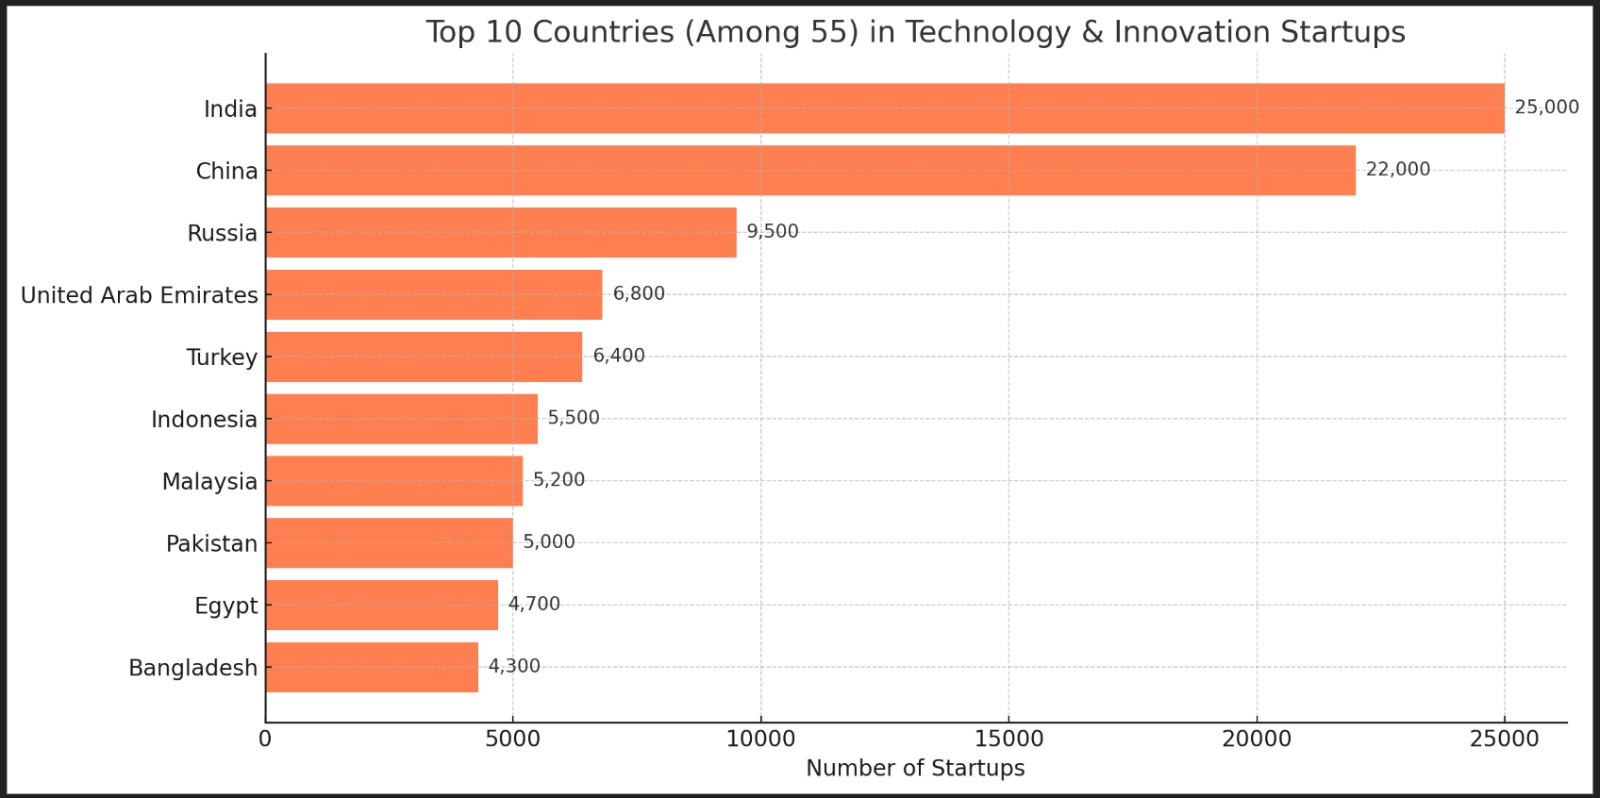 Top 10 Countries (Among 55) in Technology & Innovation Startups
India 25,000
China 22,000
Russia 9,500
United Arab Emirates 6,800
Turkey 6,400
Indonesia 5,500
Malaysia 5,200
Pakistan 5,000
Egypt 4,700
Bangladesh 4,300
0 5000 10000 15000 20000 25000
Number of Startups